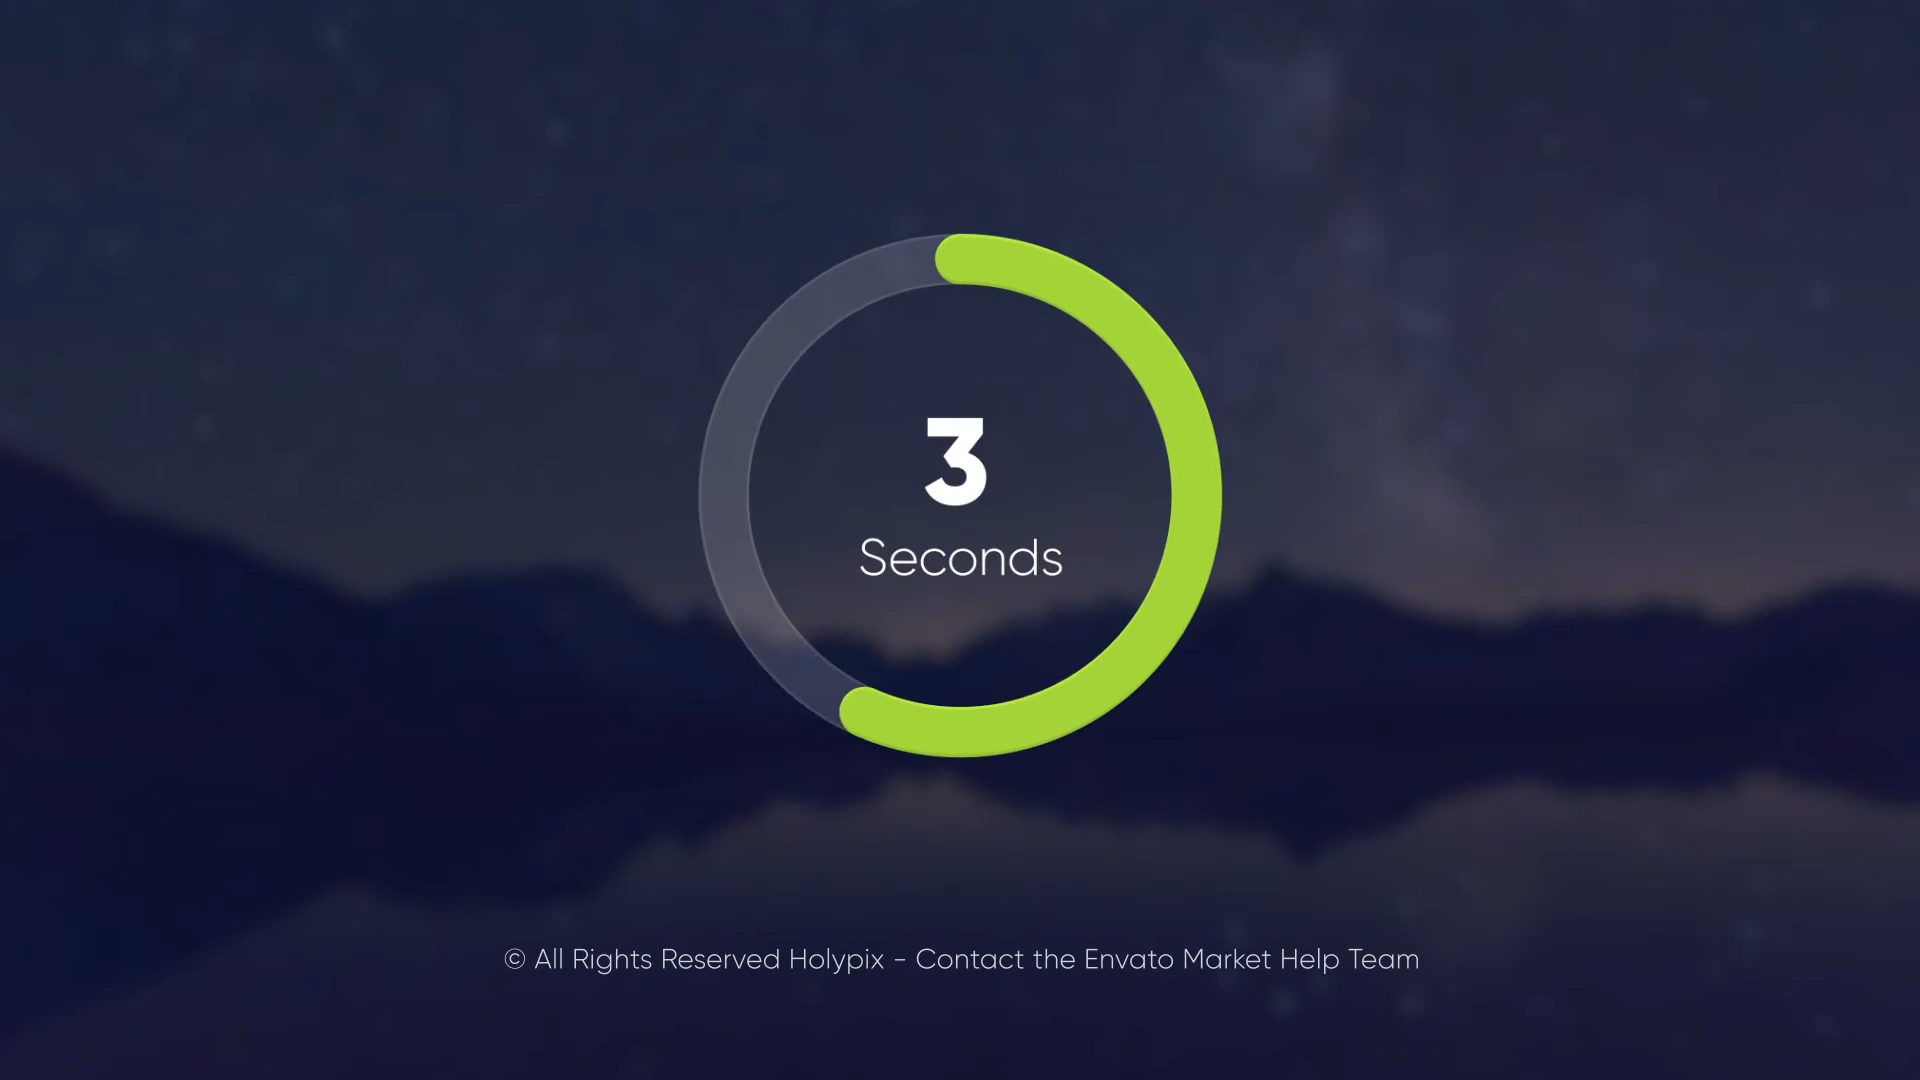 3
Seconds
© All Rights Reserved Holypix - Contact the Envato Market Help Team